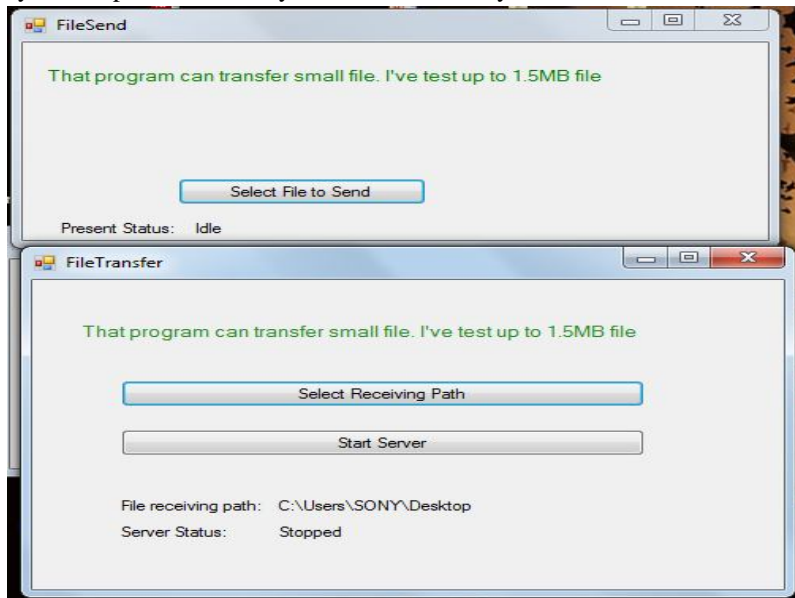 FileSend
That program can transfer small file. I've test up to 1.5MB file
Select File to Send
Present Status: Idle
FileTransfer
That program can transfer small file. I've test up to 1.5MB file
Select Receiving Path
Start Server
File receiving path: C:\Users\SONY\Desktop
Server Status: Stopped